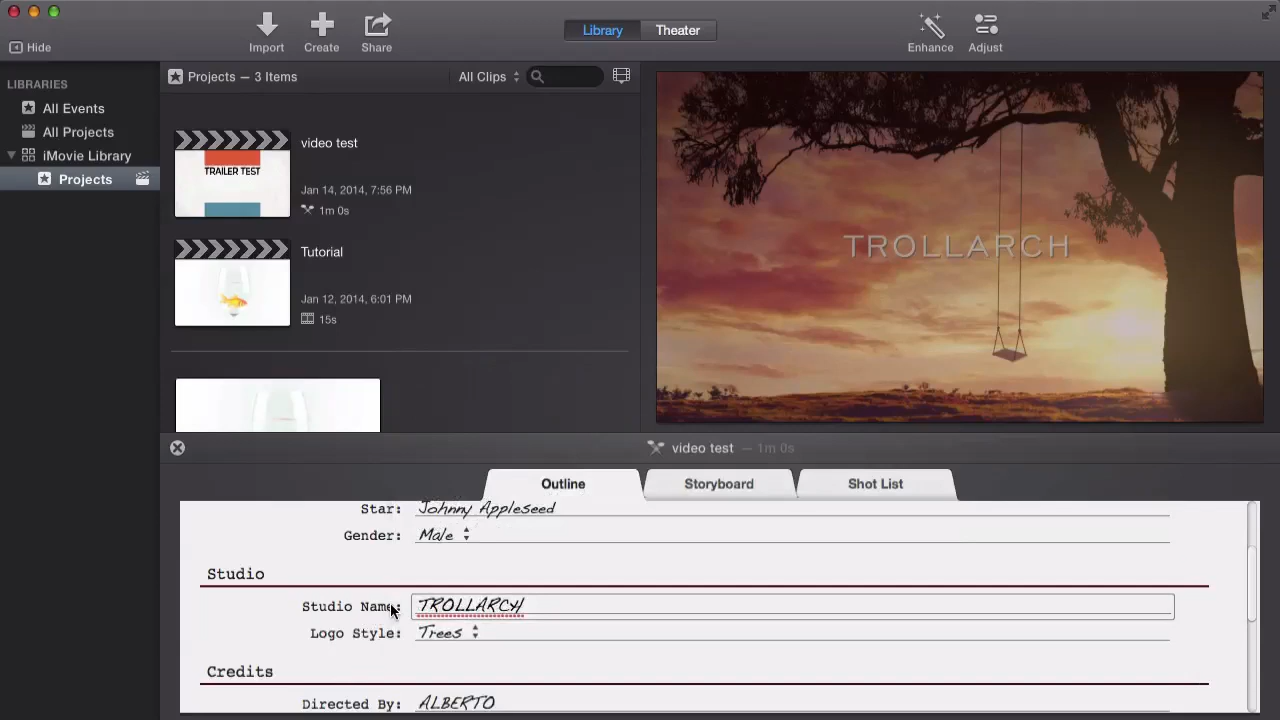 Hide
Import
Create
Share
Library
Theater
Enhance
Adjust
LIBRARIES
All Events
All Projects
iMovie Library
Projects
Projects — 3 Items
All Clips
video test
Jan 14, 2014, 7:56 PM
1m 0s
TRAILER TEST
Tutorial
Jan 12, 2014, 6:01 PM
15s
TROLLARCH
video test — 1m 0s
Outline
Storyboard
Shot List
Star: Johnny Appleseed
Gender: Male
Studio
Studio Name: TROLLARCH
Logo Style: Trees
Credits
Directed By: ALBERTO